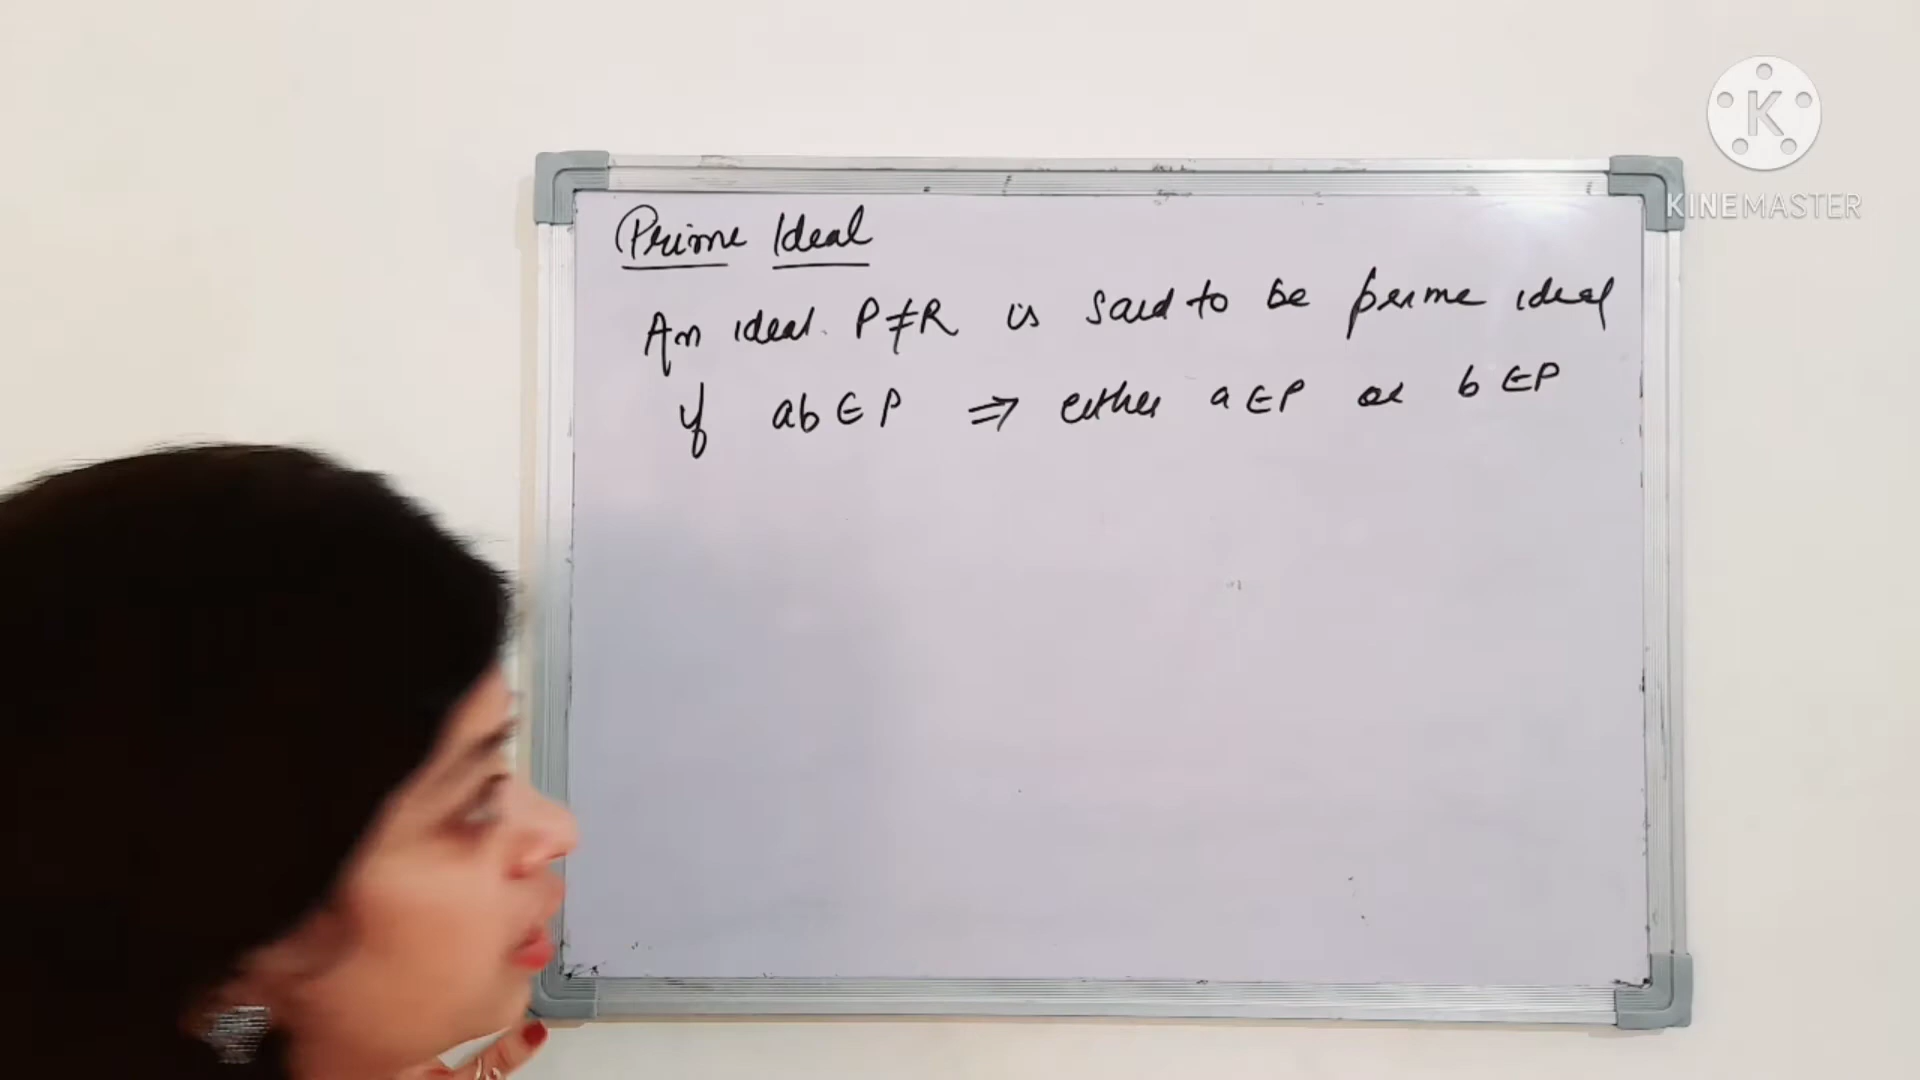 Prime Ideal
An ideal P≠R is said to be prime ideal
if ab ∈ P ⇒ either a ∈ P or b ∈ P
K
KINEMASTER